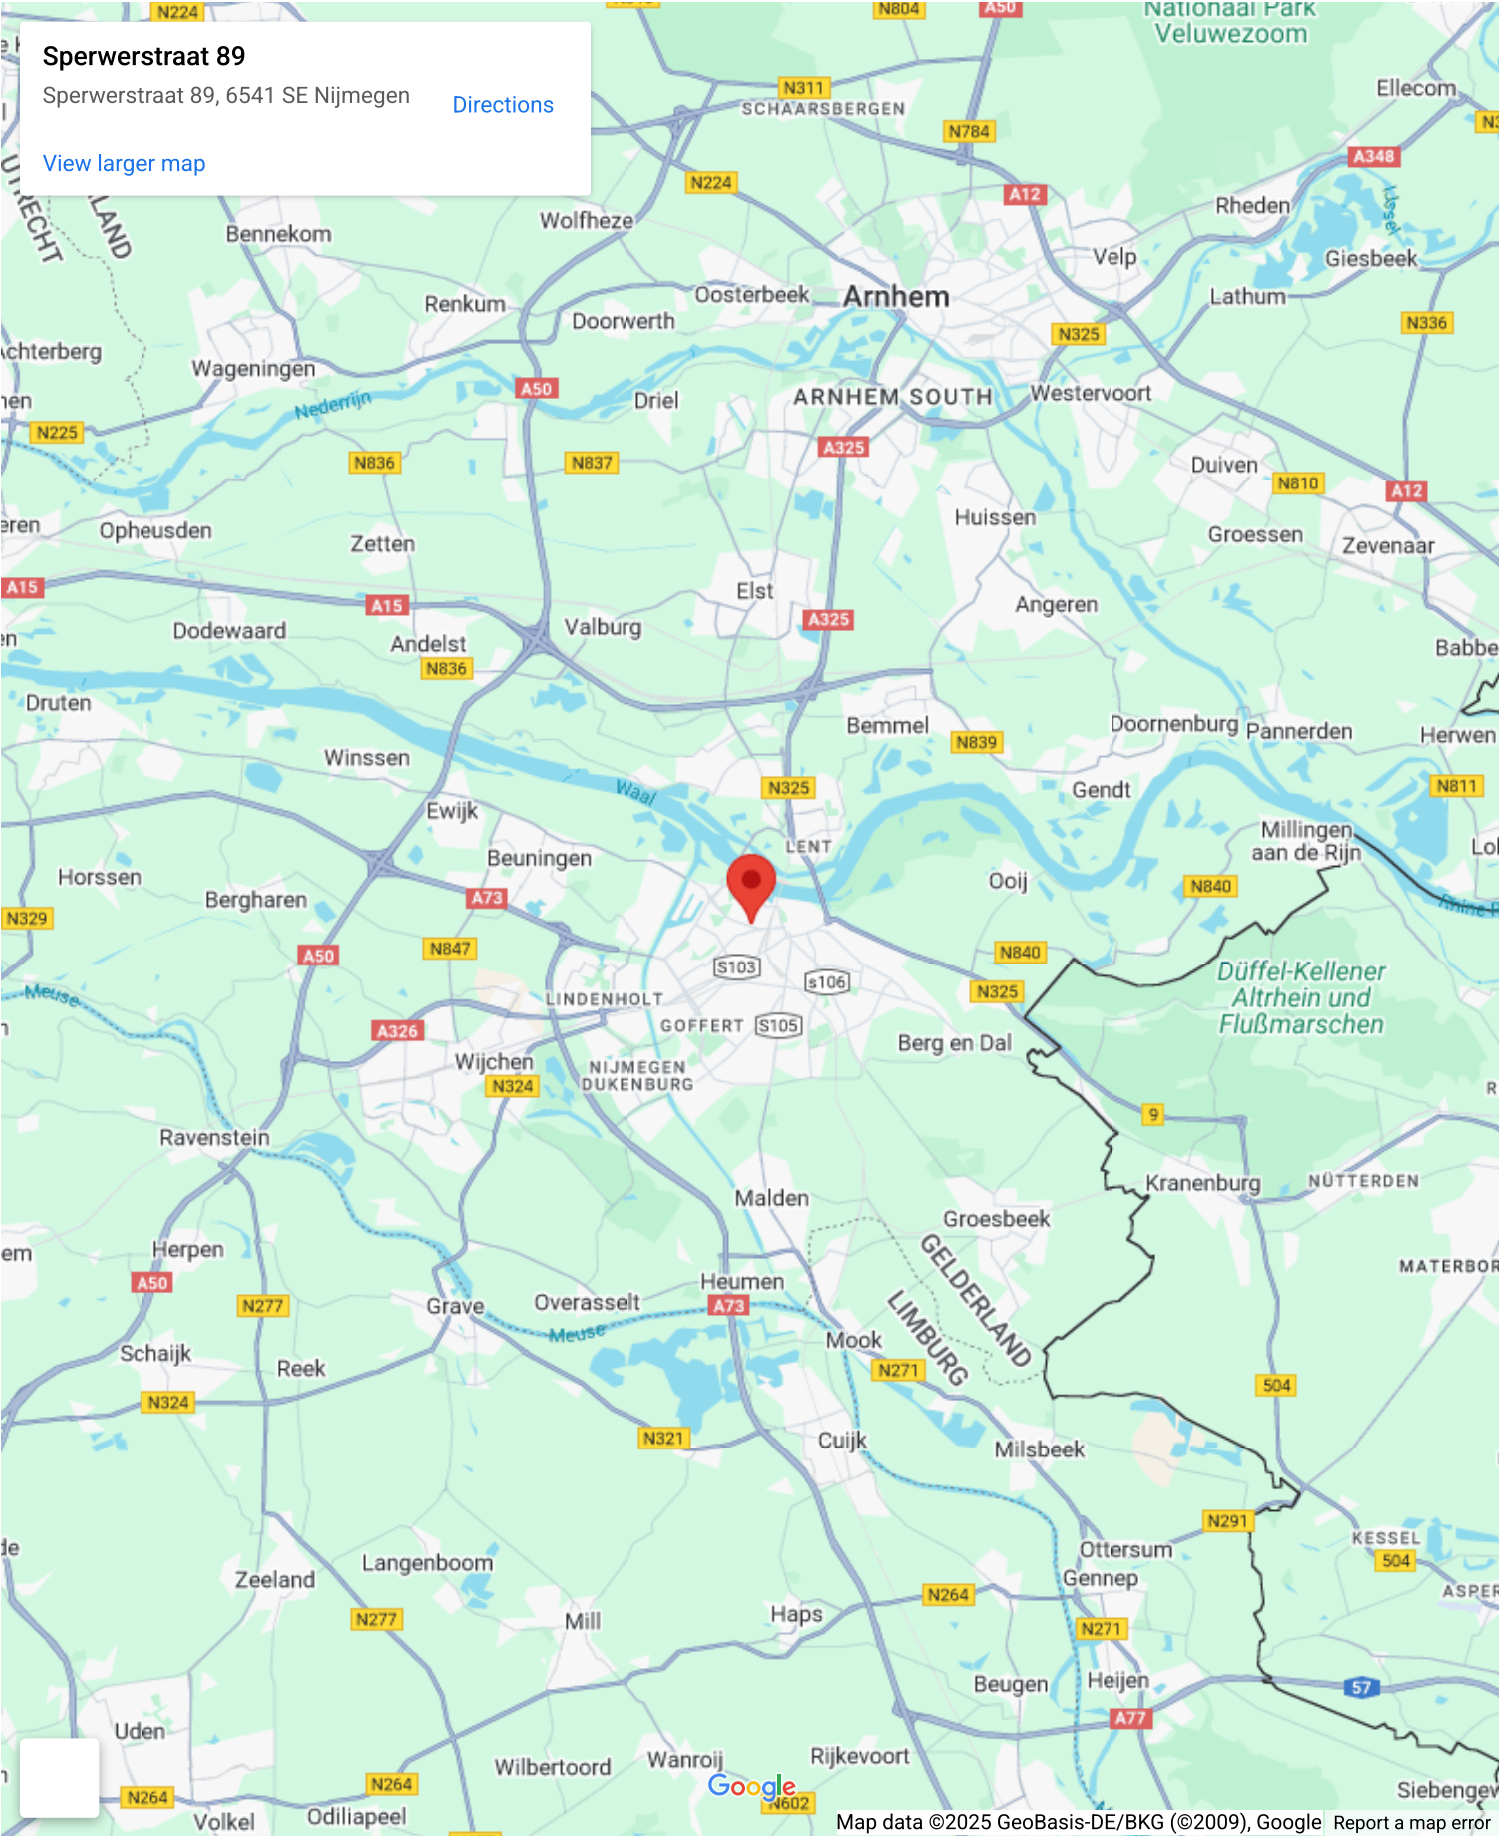 N224
N804
A50
Nationaal Park
Veluwezoom
Sperwerstraat 89
Sperwerstraat 89, 6541 SE Nijmegen
Directions
View larger map
N311
SCHAARSBERGEN
Ellecom
N784
A348
UTRECHT
N224
A12
Rheden
IJssel
Bennekom
Wolfheze
Velp
Giesbeek
Renkum
Oosterbeek
Arnhem
Lathum
Doorwerth
N325
N336
Achterberg
Wageningen
A50
Nederrijn
Driel
ARNHEM SOUTH
Westervoort
N225
N836
N837
A325
Duiven
N810
A12
Opheusden
Zetten
Huissen
Groessen
Zevenaar
A15
A15
Elst
Angeren
A325
Dodewaard
Andelst
Valburg
N836
Babbe
Druten
Bemmel
Doornenburg
Pannerden
Herwen
N839
Winssen
Waal
N325
Gendt
N811
Ewijk
Millingen
aan de Rijn
LENT
Beuningen
Horssen
Bergharen
A73
Ooij
N840
N329
N847
A50
N840
S103
s106
N325
Düffel-Kellener
Altrhein und
Flußmarschen
Meuse
LINDENHOLT
GOFFERT
S105
A326
Berg en Dal
Wijchen
NIJMEGEN
DUKENBURG
N324
9
Ravenstein
Kranenburg
NÜTTERDEN
Malden
Groesbeek
Herpen
GELDERLAND
LIMBURG
A50
Heumen
N277
Grave
Overasselt
A73
Meuse
Mook
Schaijk
Reek
N271
504
N324
N321
Cuijk
Milsbeek
N291
KESSEL
504
Langenboom
Zeeland
Ottersum
Gennep
N264
N277
Mill
Haps
N271
Beugen
Heijen
57
A77
Uden
Wilbertoord
Wanroij
Rijkevoort
Google
N602
N264
N264
Volkel
Odiliapeel
Map data ©2025 GeoBasis-DE/BKG (©2009), Google
Report a map error